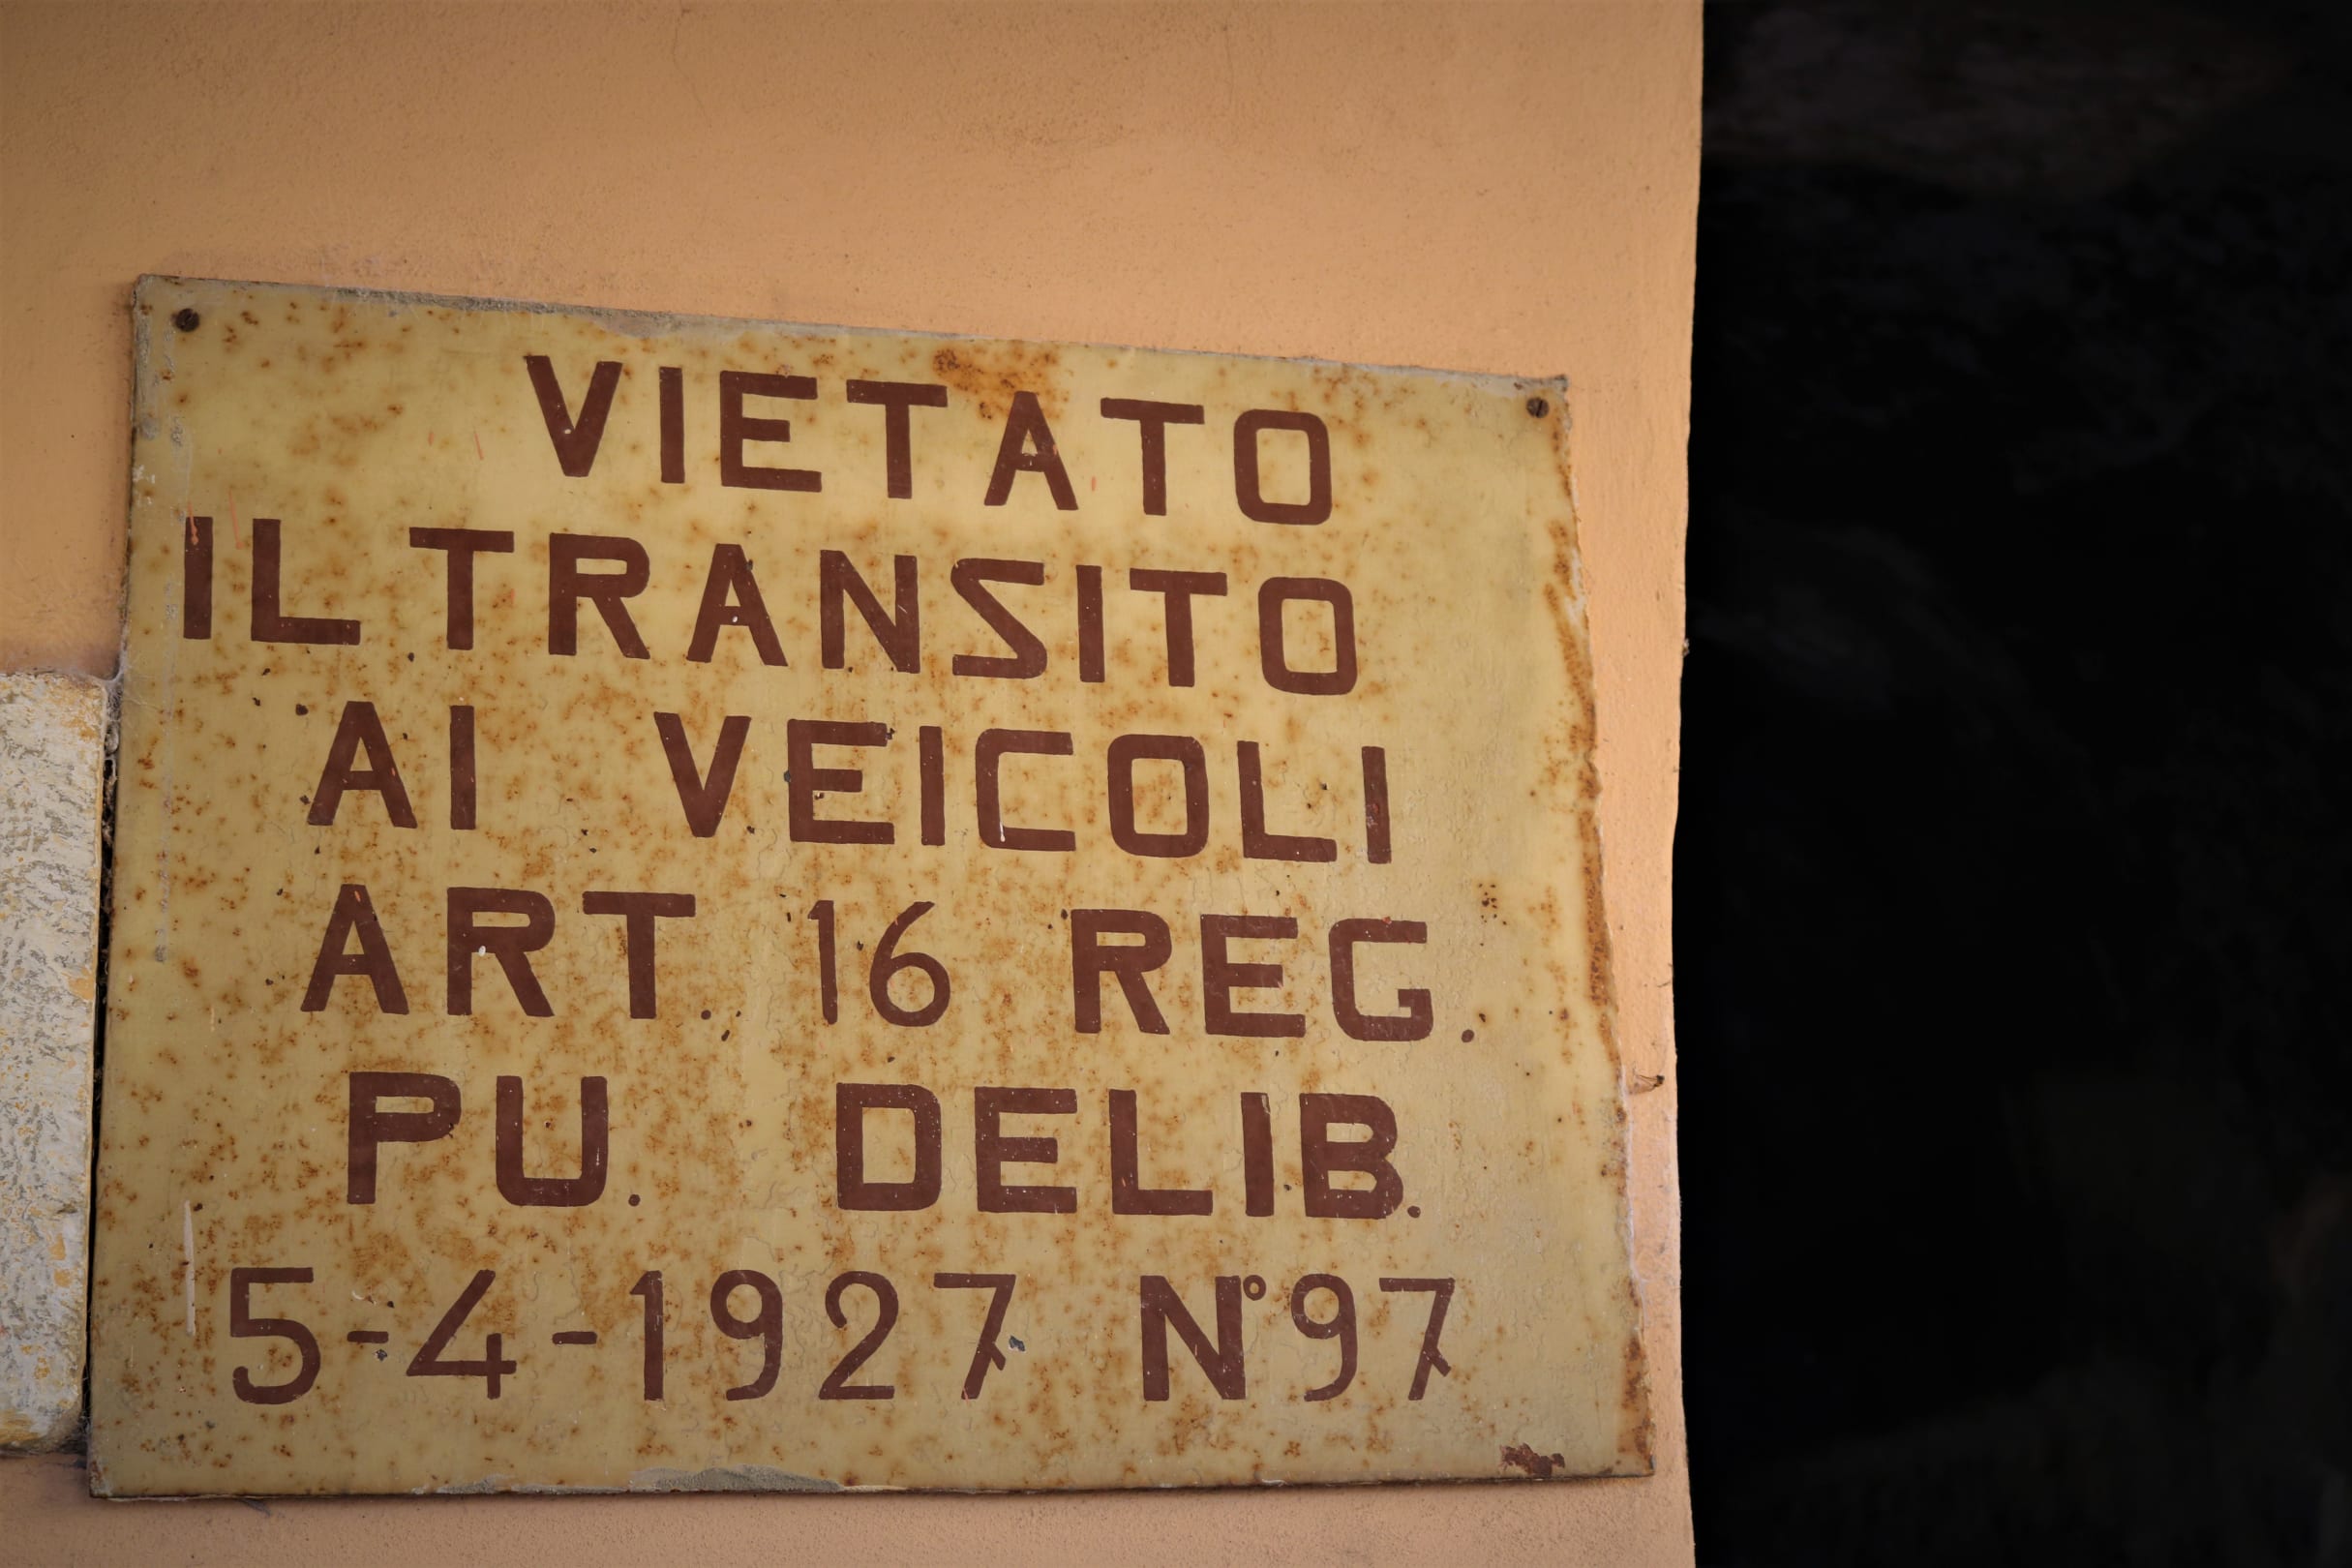 VIETATO
IL TRANSITO
AI VEICOLI
ART. 16 REG.
PU. DELIB.
5-4-1927 N° 97